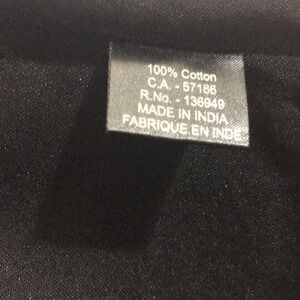 100% Cotton
C.A. - 57186
R.No. - 136949
MADE IN INDIA
FABRIQUE.EN INDE